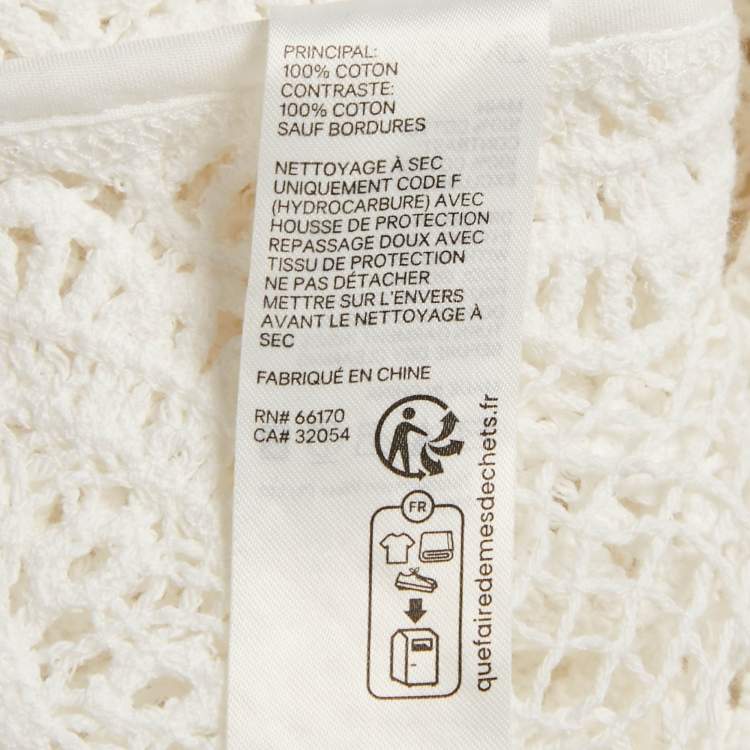 PRINCIPAL:
100% COTON
CONTRASTE:
100% COTON
SAUF BORDURES
NETTOYAGE À SEC
UNIQUEMENT CODE F
(HYDROCARBURE) AVEC
HOUSSE DE PROTECTION
REPASSAGE DOUX AVEC
TISSU DE PROTECTION
NE PAS DÉTACHER
METTRE SUR L'ENVERS
AVANT LE NETTOYAGE À
SEC
FABRIQUÉ EN CHINE
RN# 66170
CA# 32054
FR
quefairedemesdechets.fr